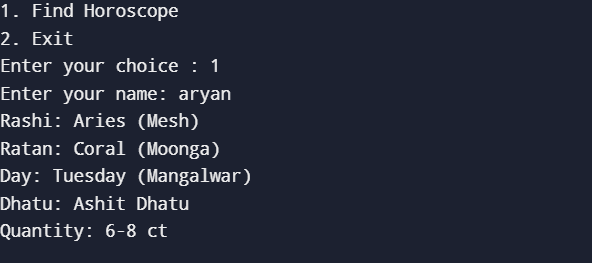 1. Find Horoscope
2. Exit
Enter your choice : 1
Enter your name: aryan
Rashi: Aries (Mesh)
Ratan: Coral (Moonga)
Day: Tuesday (Mangalwar)
Dhatu: Ashit Dhatu
Quantity: 6-8 ct